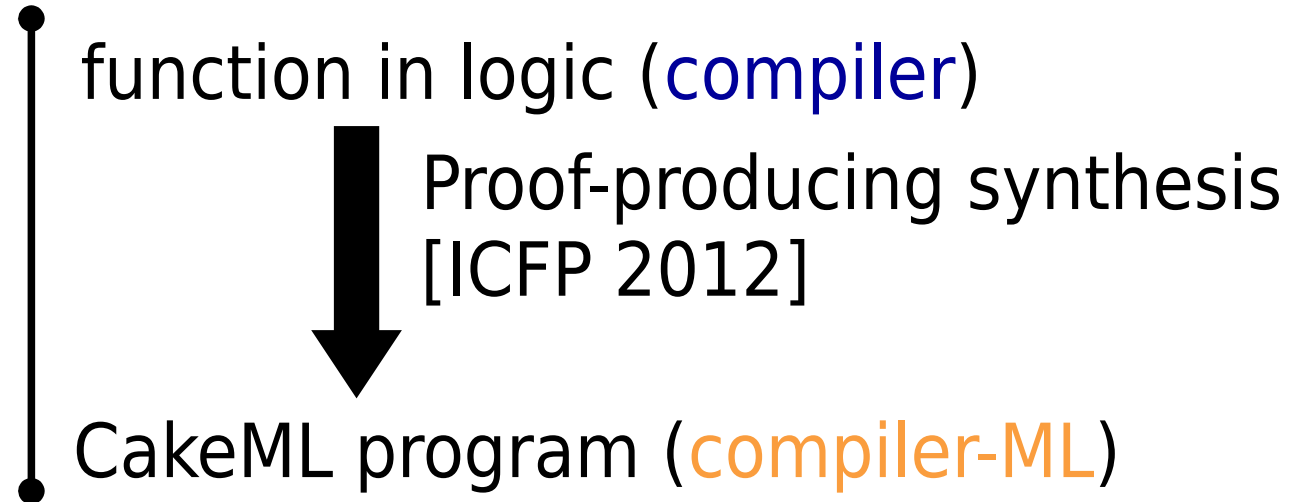 function in logic (compiler)
Proof-producing synthesis
[ICFP 2012]
CakeML program (compiler-ML)